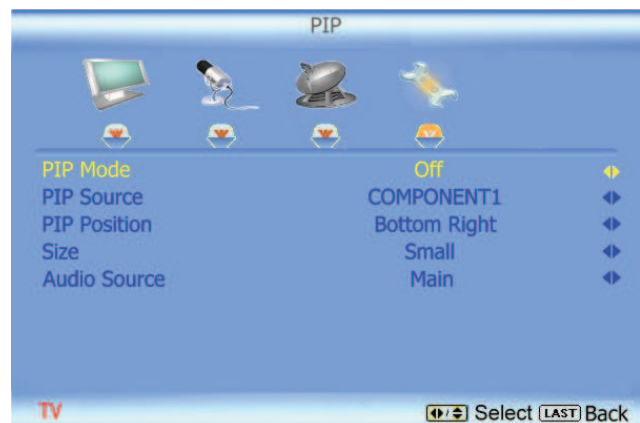 PIP
PIP Mode Off
PIP Source COMPONENT1
PIP Position Bottom Right
Size Small
Audio Source Main
TV Select LAST Back